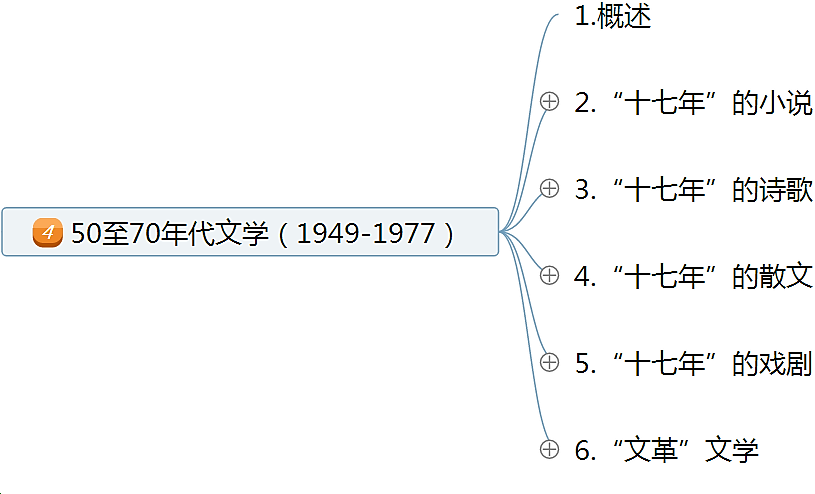 1.概述
2.“十七年”的小说
3.“十七年”的诗歌
4 50至70年代文学（1949-1977）
4.“十七年”的散文
5.“十七年”的戏剧
6.“文革”文学